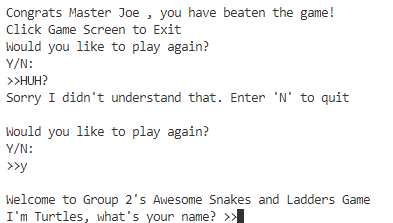 Congrats Master Joe , you have beaten the game!
Click Game Screen to Exit
Would you like to play again?
Y/N:
>>HUH?
Sorry I didn't understand that. Enter 'N' to quit
Would you like to play again?
Y/N:
>>y
Welcome to Group 2's Awesome Snakes and Ladders Game
I'm Turtles, what's your name? >>